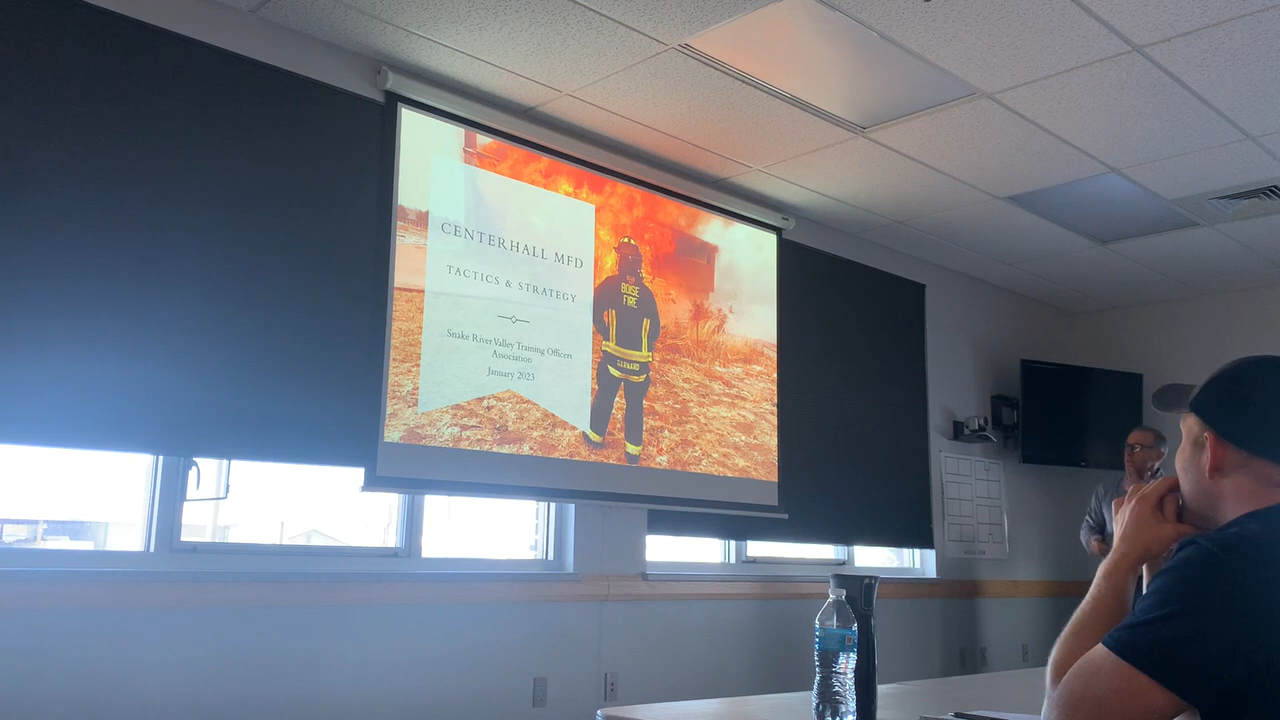 CENTERHALL MFD
TACTICS & STRATEGY
Snake River Valley Training Officers
Association
January 2023
BOISE
FIRE